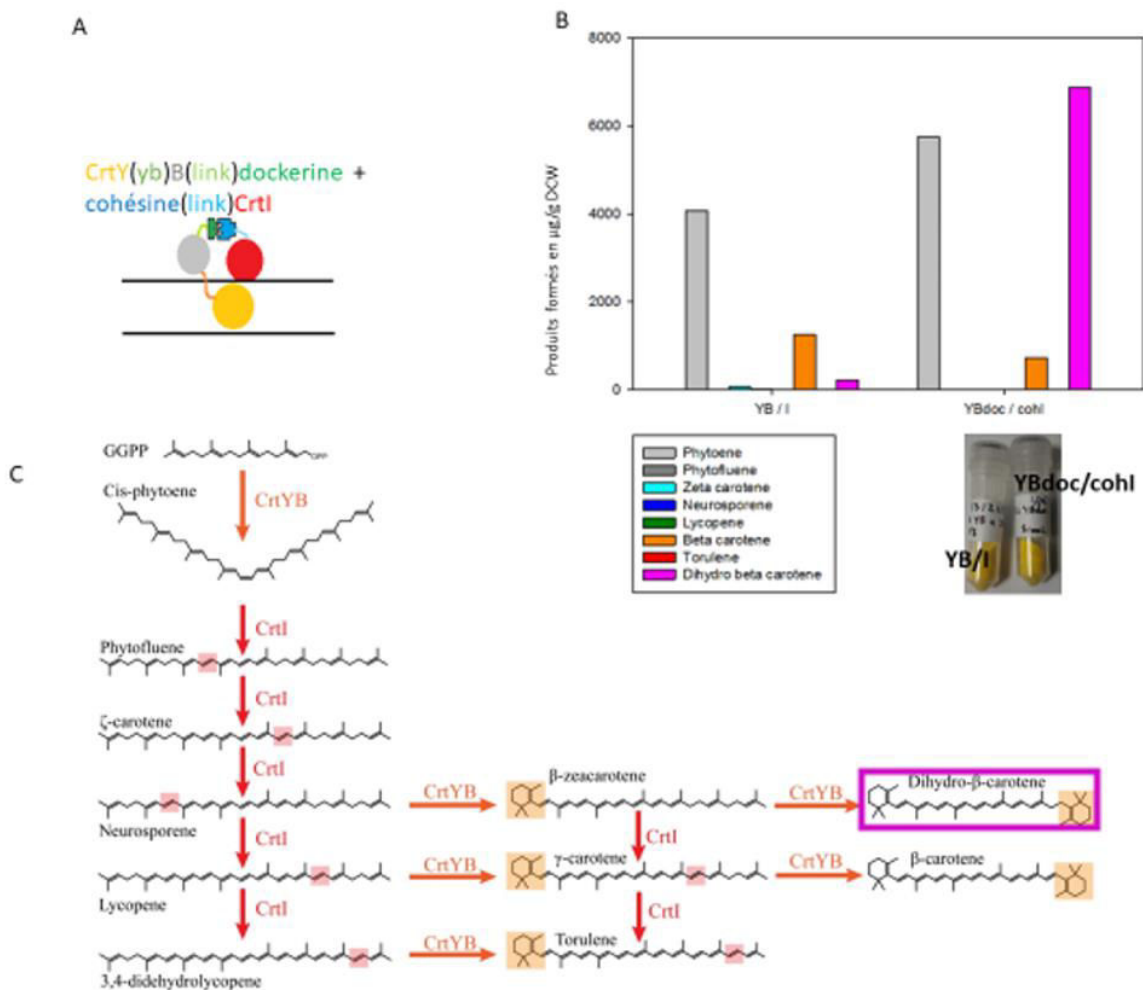 A
CrtY(yb)B(link)dockerine +
cohésine(link)CrtI
B
Produits formés en µg/g DCW
8000
6000
4000
2000
0
YB / I
YBdoc / cohI
Phytoene
Phytofluene
Zeta carotene
Neurosporene
Lycopene
Beta carotene
Torulene
Dihydro beta carotene
YBdoc/cohI
YB/I
C
GGPP
OPP
CrtYB
Cis-phytoene
CrtI
Phytofluene
CrtI
ζ-carotene
CrtI
Neurosporene
CrtYB
β-zeacarotene
CrtYB
Dihydro-β-carotene
CrtI
CrtI
Lycopene
CrtYB
γ-carotene
CrtYB
β-carotene
CrtI
CrtI
3,4-didehydrolycopene
CrtYB
Torulene